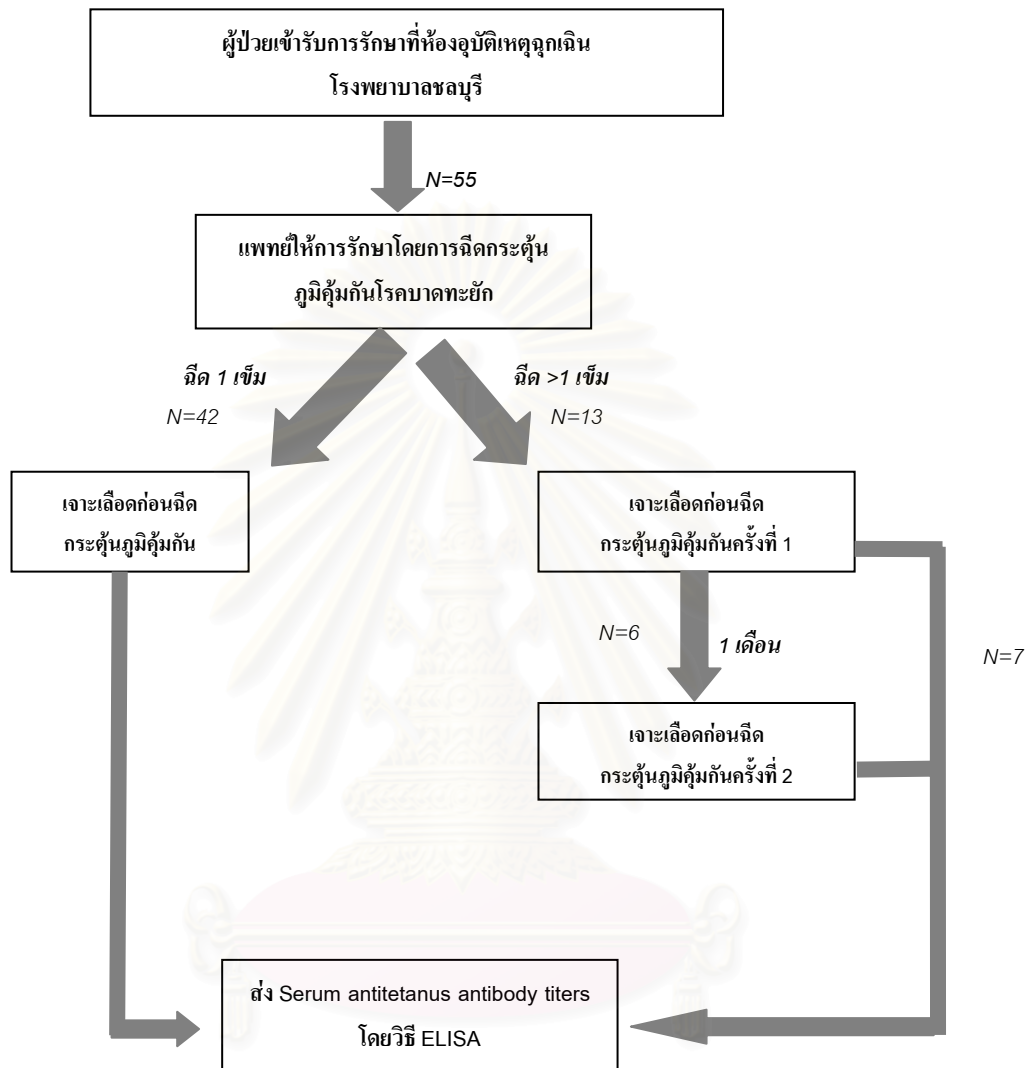 ผู้ป่วยเข้ารับการรักษาที่ห้องอุบัติเหตุฉุกเฉิน
โรงพยาบาลชลบุรี
N=55
แพทย์ให้การรักษาโดยการฉีดกระตุ้น
ภูมิคุ้มกันโรคบาดทะยัก
ฉีด 1 เข็ม
N=42
ฉีด >1 เข็ม
N=13
เจาะเลือดก่อนฉีด
กระตุ้นภูมิคุ้มกัน
เจาะเลือดก่อนฉีด
กระตุ้นภูมิคุ้มกันครั้งที่ 1
N=6
1 เดือน
N=7
เจาะเลือดก่อนฉีด
กระตุ้นภูมิคุ้มกันครั้งที่ 2
ส่ง Serum antitetanus antibody titers
โดยวิธี ELISA